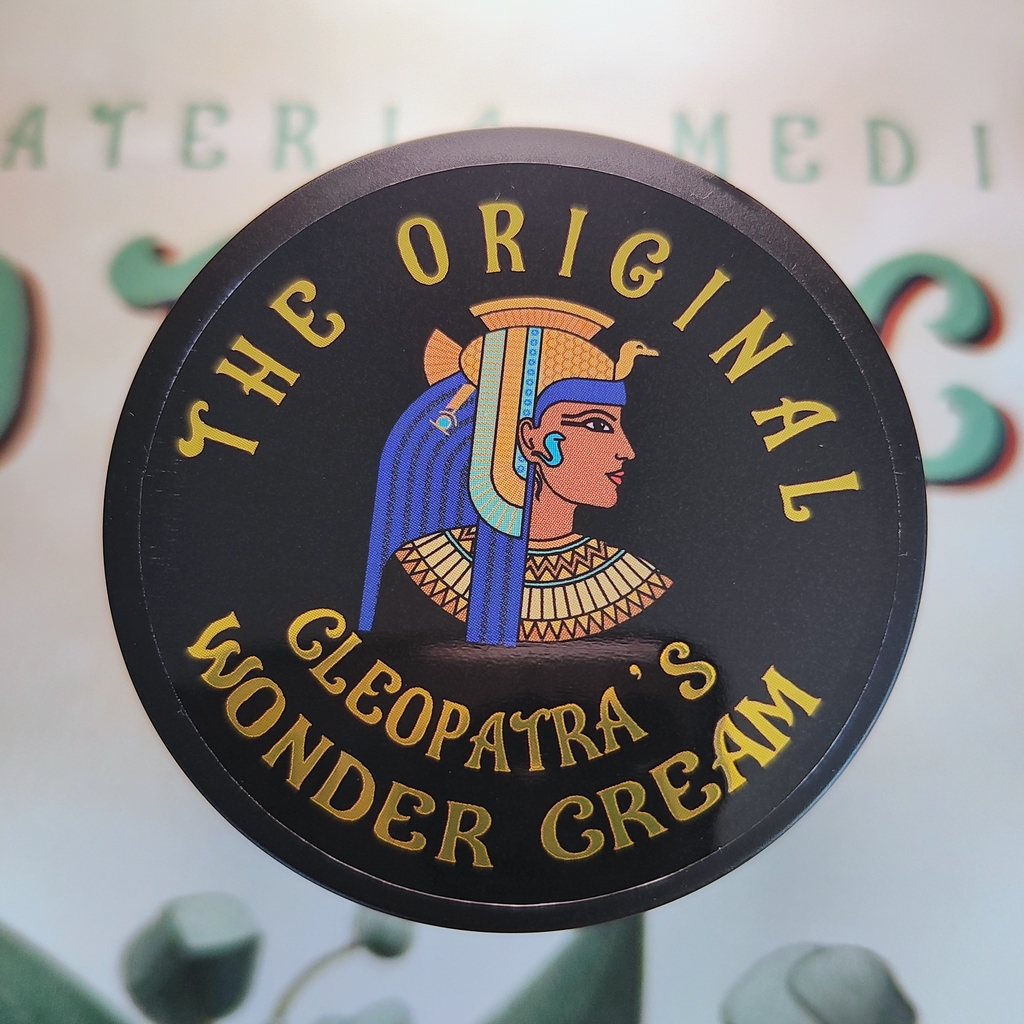 THE ORIGINAL
CLEOPATRA'S
WONDER CREAM